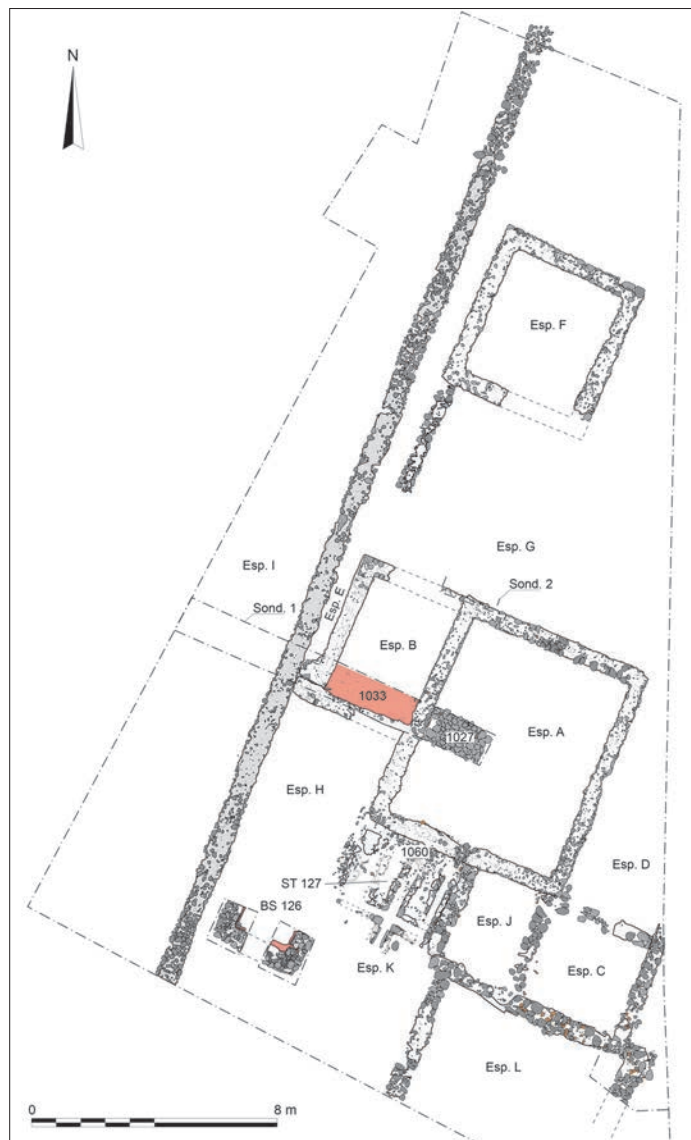 N
Esp. F
Esp. G
Esp. I
Sond. 2
Sond. 1
Esp. E
Esp. B
1033
1027
Esp. A
Esp. H
1060
Esp. D
ST 127
BS 126
Esp. J
Esp. C
Esp. K
Esp. L
0
8 m